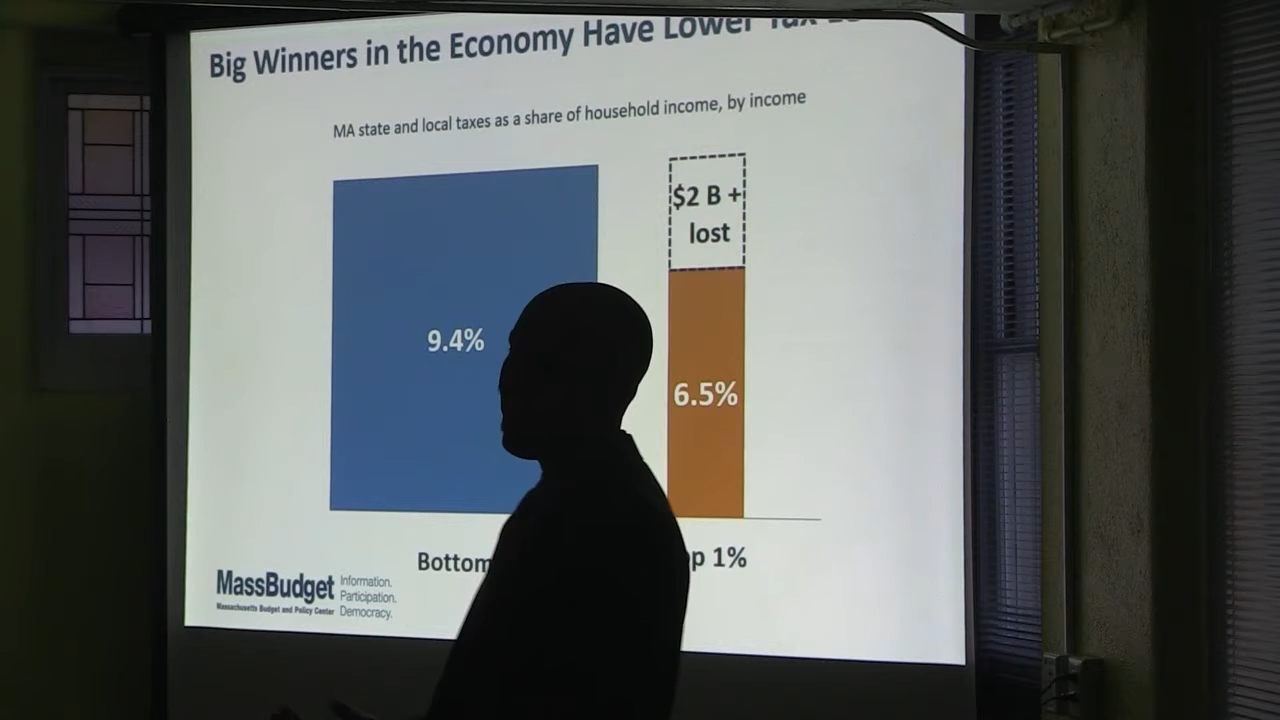 Big Winners in the Economy Have Lower Tax
MA state and local taxes as a share of household income, by income
$2 B +
lost
9.4%
6.5%
Bottom
p 1%
MassBudget
Massachusetts Budget and Policy Center
Information.
Participation.
Democracy.